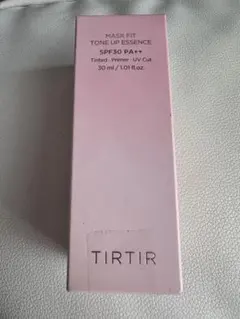 MASK FIT
TONE UP ESSENCE
SPF30 PA++
Tinted · Primer · UV Cut
30 ml / 1.01 fl.oz.
TIRTIR